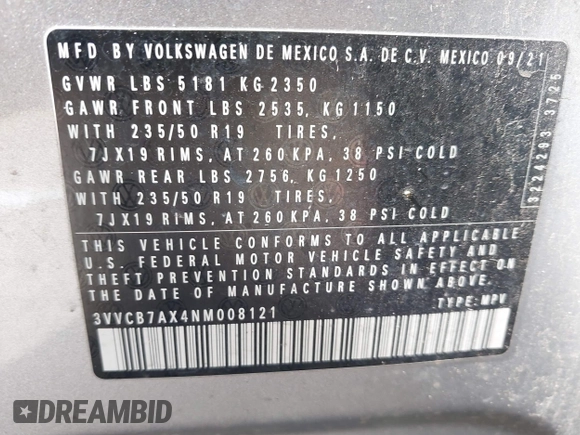 MFD BY VOLKSWAGEN DE MEXICO S.A. DE C.V. MEXICO 09/21
GVWR LBS 5181 KG 2350
GAWR FRONT LBS 2535, KG 1150
WITH 235/50 R19 TIRES,
7JX19 RIMS, AT 260 KPA, 38 PSI COLD
GAWR REAR LBS 2756, KG 1250
WITH 235/50 R19 TIRES,
7JX19 RIMS, AT 260 KPA, 38 PSI COLD
THIS VEHICLE CONFORMS TO ALL APPLICABLE
U.S. FEDERAL MOTOR VEHICLE SAFETY AND
THEFT PREVENTION STANDARDS IN EFFECT ON
THE DATE OF MANUFACTURE SHOWN ABOVE.
3VVCB7AX4NM008121 TYPE: MPV
3224293 3725
DREAMBID